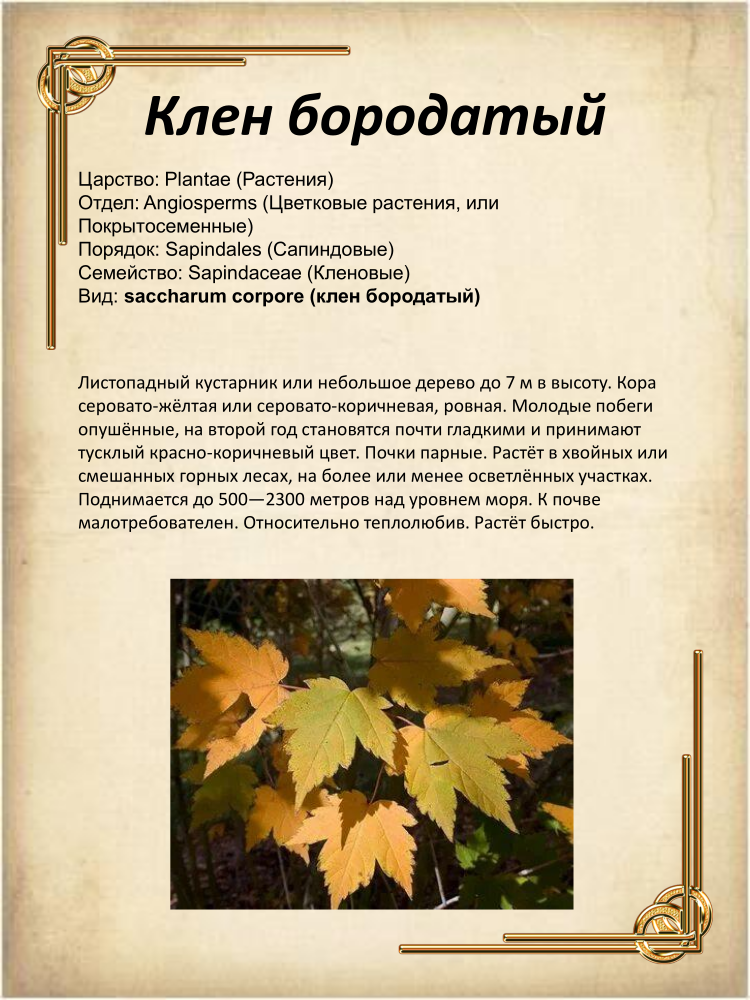 Клен бородатый
Царство: Plantae (Растения)
Отдел: Angiosperms (Цветковые растения, или
Покрытосеменные)
Порядок: Sapindales (Сапиндовые)
Семейство: Sapindaceae (Кленовые)
Вид: saccharum corpore (клен бородатый)
Листопадный кустарник или небольшое дерево до 7 м в высоту. Кора
серовато-жёлтая или серовато-коричневая, ровная. Молодые побеги
опушённые, на второй год становятся почти гладкими и принимают
тусклый красно-коричневый цвет. Почки парные. Растёт в хвойных или
смешанных горных лесах, на более или менее осветлённых участках.
Поднимается до 500—2300 метров над уровнем моря. К почве
малотребователен. Относительно теплолюбив. Растёт быстро.